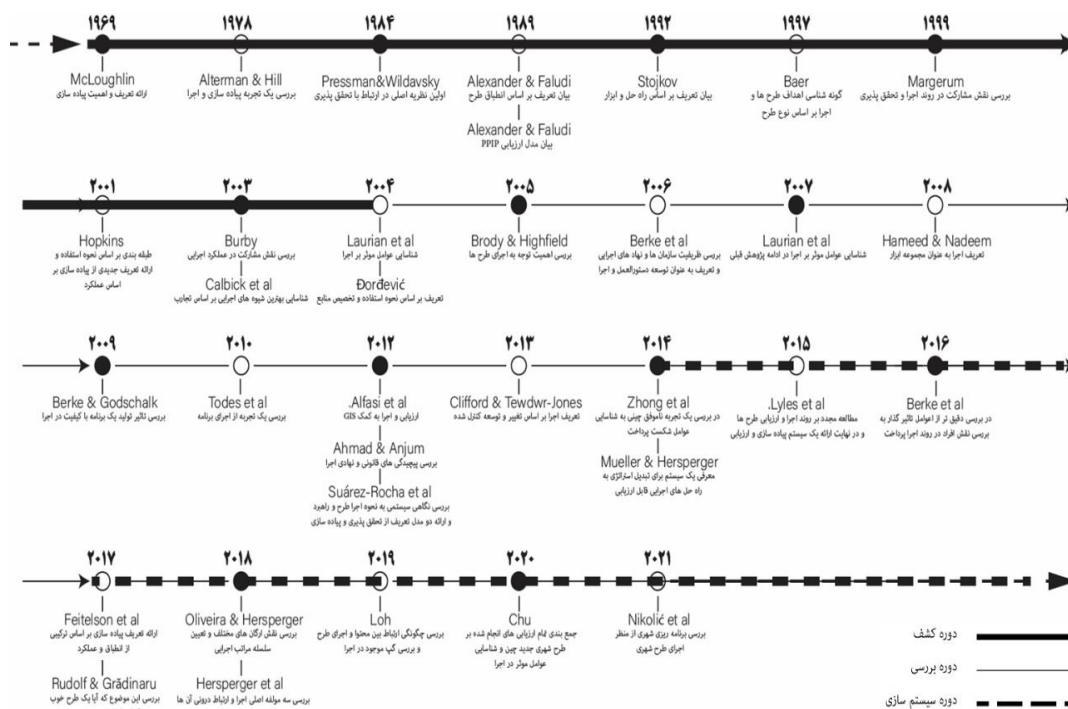 ۱۹۶۹
McLoughlin
ارائه تعریف و اهمیت پیاده سازی
۱۹۷۸
Alterman & Hill
بررسی یک تجربه پیاده سازی و اجرا
۱۹۸۴
Pressman&Wildavsky
اولین نظریه اصلی در ارتباط با تحقق پذیری
۱۹۸۹
Alexander & Faludi
بیان تعریف بر اساس انطباق طرح
Alexander & Faludi
بیان مدل ارزیابی PPIP
۱۹۹۲
Stojkov
بیان تعریف بر اساس راه حل و ابزار
۱۹۹۷
Baer
گونه شناسی اهداف طرح ها و
اجرا بر اساس نوع طرح
۱۹۹۹
Margerum
بررسی نقش مشارکت در روند اجرا و تحقق پذیری
۲۰۰۱
Hopkins
طبقه بندی بر اساس نحوه استفاده و
ارائه تعریف جدیدی از پیاده سازی بر
اساس عملکرد
۲۰۰۳
Burby
بررسی نقش مشارکت در عملکرد اجرایی
Calbick et al
شناسایی بهترین شیوه های اجرایی بر اساس تجارب
۲۰۰۴
Laurian et al
شناسایی عوامل موثر بر اجرا
Đorđević
تعریف بر اساس نحوه استفاده و تخصیص منابع
۲۰۰۵
Brody & Highfield
بررسی اهمیت توجه به اجرای طرح ها
۲۰۰۶
Berke et al
بررسی ظرفیت سازمان ها و نهاد های اجرایی
و تعریف به عنوان توسعه دستورالعمل و اجرا
۲۰۰۷
Laurian et al
شناسایی عوامل موثر بر اجرا در ادامه پژوهش قبلی
۲۰۰۸
Hameed & Nadeem
تعریف اجرا به عنوان مجموعه ابزار
۲۰۰۹
Berke & Godschalk
بررسی تاثیر تولید یک برنامه با کیفیت در اجرا
۲۰۱۰
Todes et al
بررسی یک تجربه از اجرای برنامه
۲۰۱۲
.Alfasi et al
ارزیابی و اجرا به کمک GIS
Ahmad & Anjum
بررسی پیچیدگی های قانونی و نهادی اجرا
Suárez-Rocha et al
بررسی نگاهی سیستمی به نحوه اجرا طرح و راهبرد
و ارائه دو مدل تعریف از تحقق پذیری و پیاده سازی
۲۰۱۳
Clifford & Tewdwr-Jones
تعریف اجرا بر اساس تغییر و توسعه کنترل شده
۲۰۱۴
Zhong et al
در بررسی یک تجربه ناموفق چینی به شناسایی
عوامل شکست پرداخت
Mueller & Hersperger
معرفی یک سیستم برای تبدیل استراتژی به
راه حل های اجرایی قابل ارزیابی
۲۰۱۵
.Lyles et al
مطالعه مجدد بر روند اجرا و ارزیابی طرح ها
و در نهایت ارائه یک سیستم پیاده سازی و ارزیابی
۲۰۱۶
Berke et al
در بررسی دقیق تر از اعوامل تاثیر گذار به
بررسی نقش افراد در روند اجرا پرداخت
۲۰۱۷
Feitelson et al
ارائه تعریف پیاده سازی بر اساس ترکیبی
از انطباق و عملکرد
Rudolf & Grădinaru
بررسی این موضوع که آیا یک طرح خوب
۲۰۱۸
Oliveira & Hersperger
بررسی نقش ارگان های مختلف و تعیین
سلسله مراتب اجرایی
Hersperger et al
بررسی سه مولفه اصلی اجرا و ارتباط درونی آن ها
۲۰۱۹
Loh
بررسی چگونگی ارتباط بین محتوا و اجرای طرح
و بررسی گپ موجود در اجرا
۲۰۲۰
Chu
جمع بندی تمام ارزیابی های انجام شده بر
طرح شهری جدید چین و شناسایی
عوامل موثر در اجرا
۲۰۲۱
Nikolić et al
بررسی برنامه ریزی شهری از منظر
اجرای طرح شهری
دوره کشف
دوره بررسی
دوره سیستم سازی